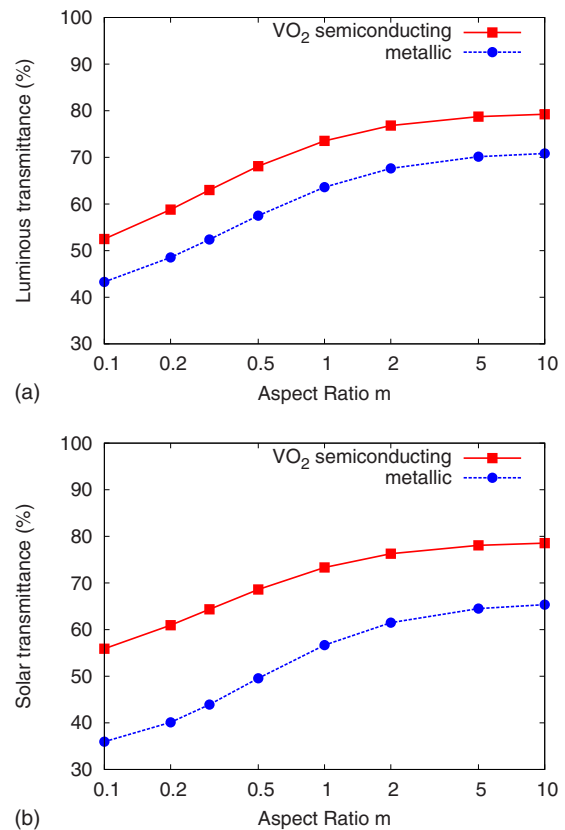 100
90
80
70
60
50
40
30
Luminous transmittance (%)
VO₂ semiconducting
metallic
0.1 0.2 0.5 1 2 5 10
(a) Aspect Ratio m
100
90
80
70
60
50
40
30
Solar transmittance (%)
VO₂ semiconducting
metallic
0.1 0.2 0.5 1 2 5 10
(b) Aspect Ratio m